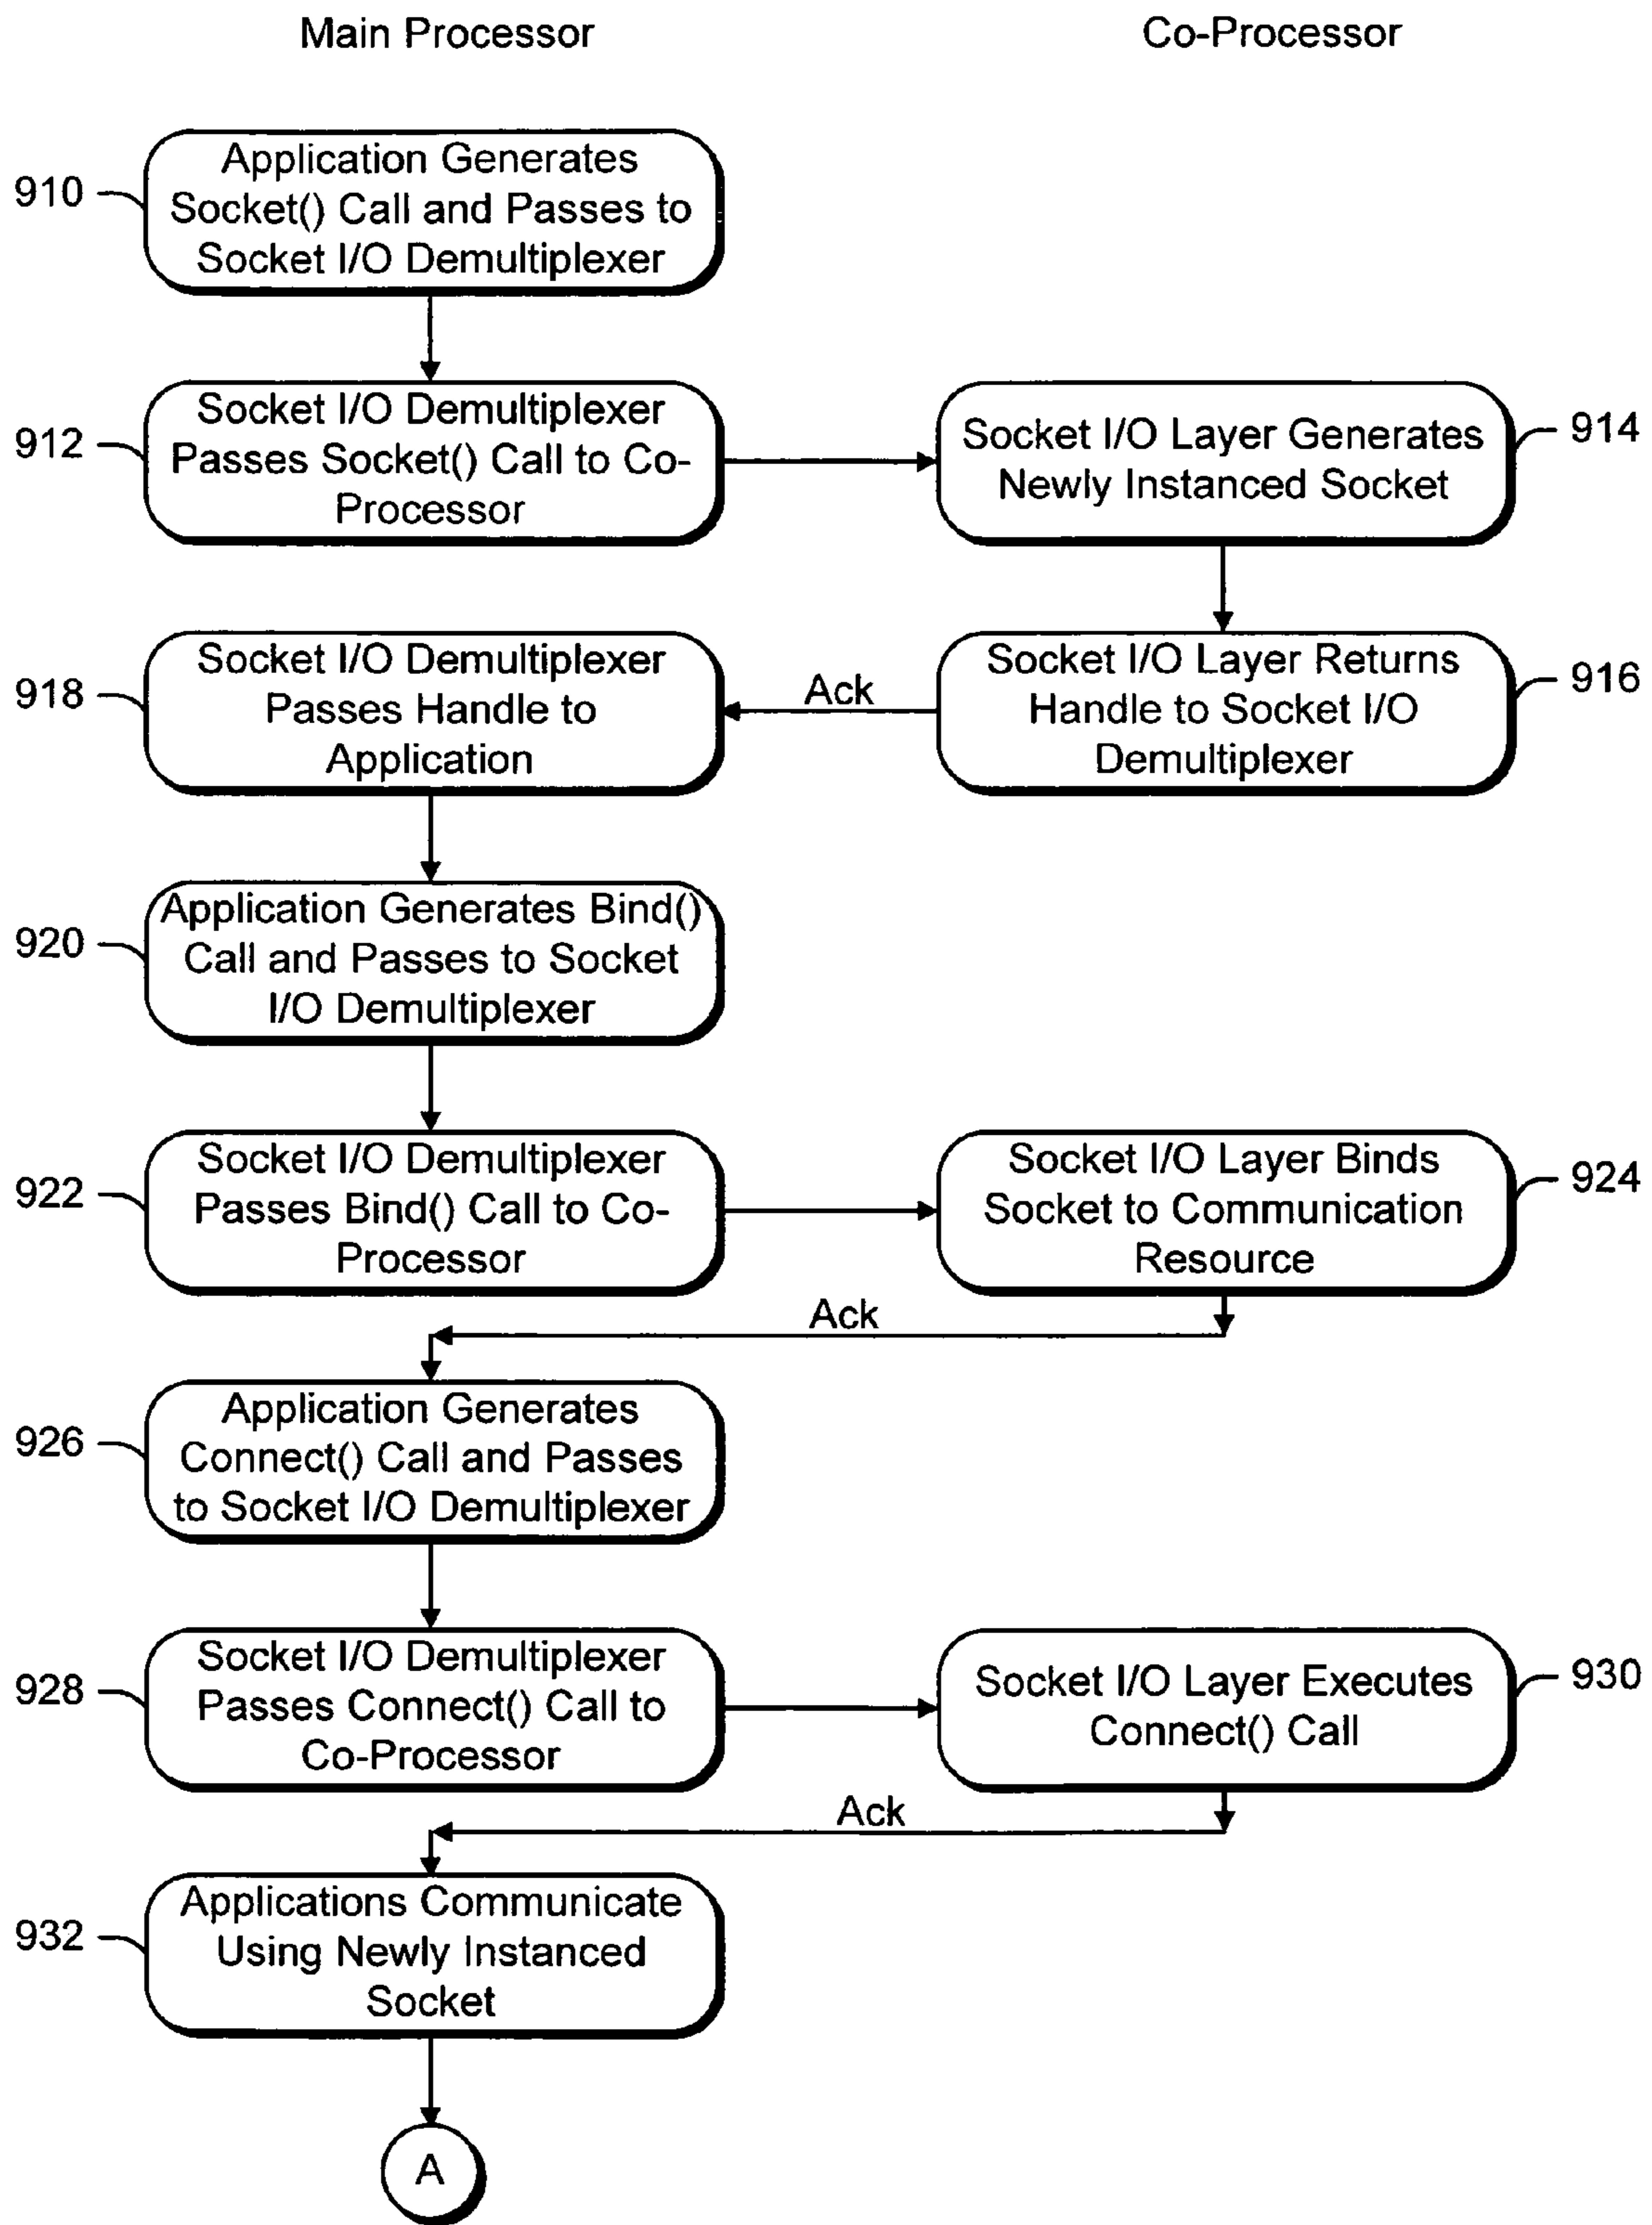 Main Processor
Co-Processor
910
Application Generates
Socket() Call and Passes to
Socket I/O Demultiplexer
912
Socket I/O Demultiplexer
Passes Socket() Call to Co-
Processor
Socket I/O Layer Generates
Newly Instanced Socket
914
918
Socket I/O Demultiplexer
Passes Handle to
Application
Ack
Socket I/O Layer Returns
Handle to Socket I/O
Demultiplexer
916
920
Application Generates Bind()
Call and Passes to Socket
I/O Demultiplexer
922
Socket I/O Demultiplexer
Passes Bind() Call to Co-
Processor
Socket I/O Layer Binds
Socket to Communication
Resource
924
Ack
926
Application Generates
Connect() Call and Passes
to Socket I/O Demultiplexer
928
Socket I/O Demultiplexer
Passes Connect() Call to
Co-Processor
Socket I/O Layer Executes
Connect() Call
930
Ack
932
Applications Communicate
Using Newly Instanced
Socket
A